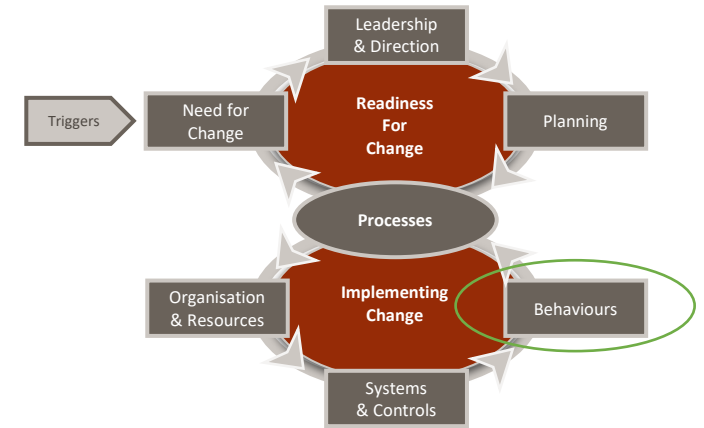 Leadership
& Direction
Triggers
Need for
Change
Readiness
For
Change
Planning
Processes
Organisation
& Resources
Implementing
Change
Behaviours
Systems
& Controls